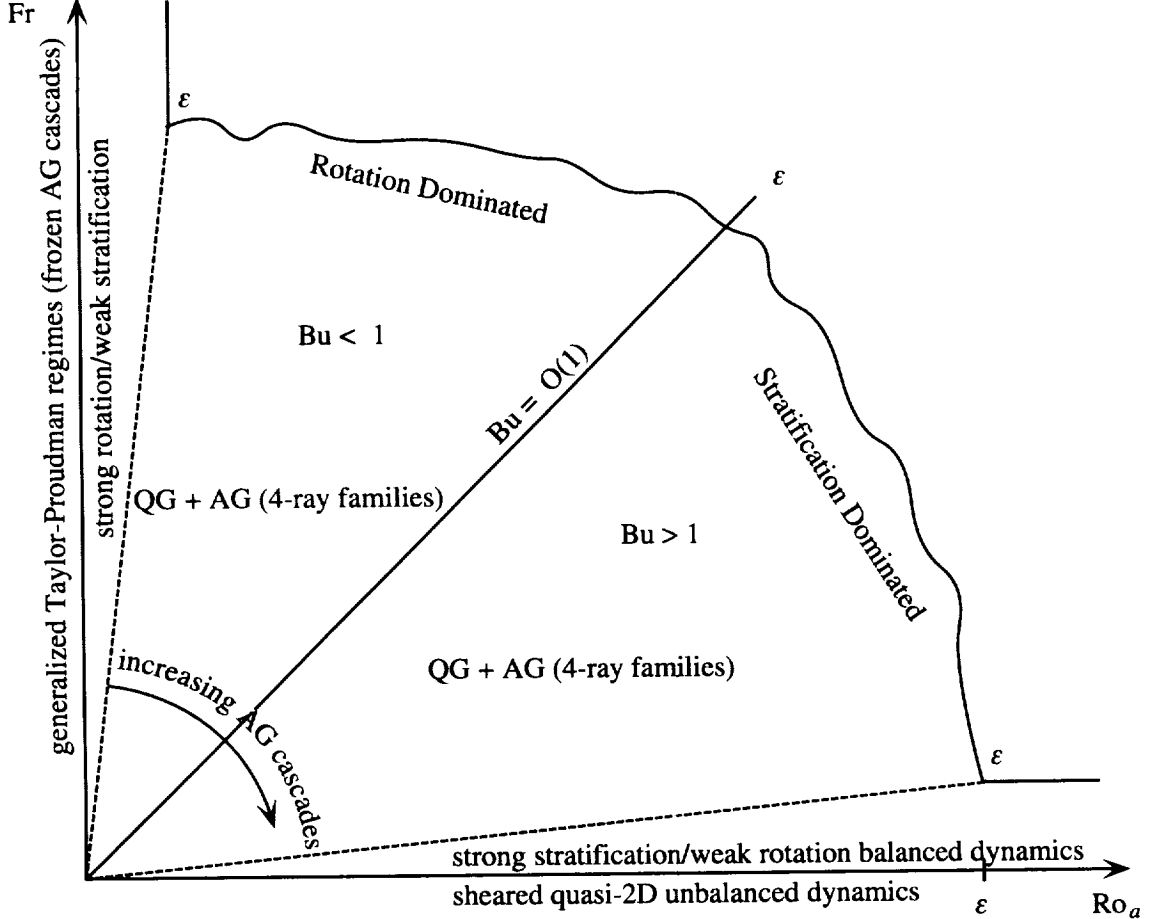 Fr
generalized Taylor-Proudman regimes (frozen AG cascades)
strong rotation/weak stratification
ε
Rotation Dominated
ε
Bu < 1
Bu = O(1)
Stratification Dominated
QG + AG (4-ray families)
Bu > 1
increasing AG cascades
QG + AG (4-ray families)
ε
strong stratification/weak rotation balanced dynamics
sheared quasi-2D unbalanced dynamics
ε
Roₐ